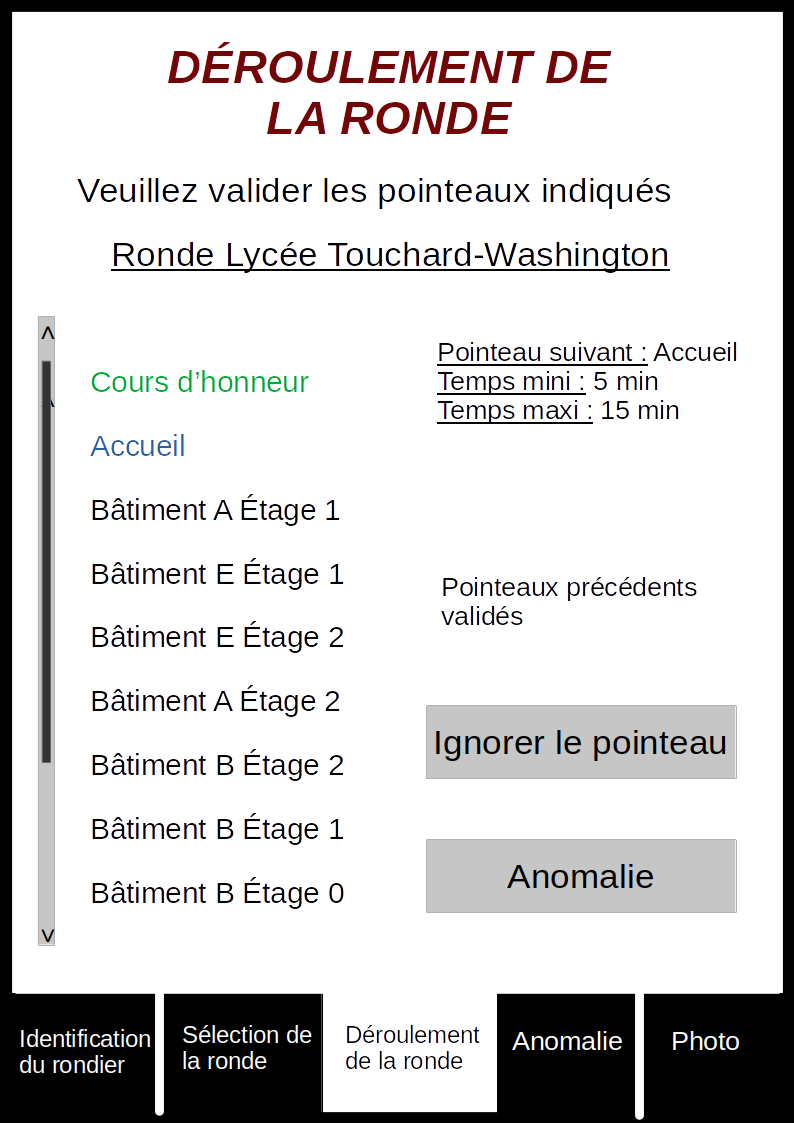 DÉROULEMENT DE
LA RONDE
Veuillez valider les pointeaux indiqués
Ronde Lycée Touchard-Washington
Cours d’honneur
Accueil
Bâtiment A Étage 1
Bâtiment E Étage 1
Bâtiment E Étage 2
Bâtiment A Étage 2
Bâtiment B Étage 2
Bâtiment B Étage 1
Bâtiment B Étage 0
Pointeau suivant : Accueil
Temps mini : 5 min
Temps maxi : 15 min
Pointeaux précédents
validés
Ignorer le pointeau
Anomalie
Identification
du rondier
Sélection de
la ronde
Déroulement
de la ronde
Anomalie
Photo